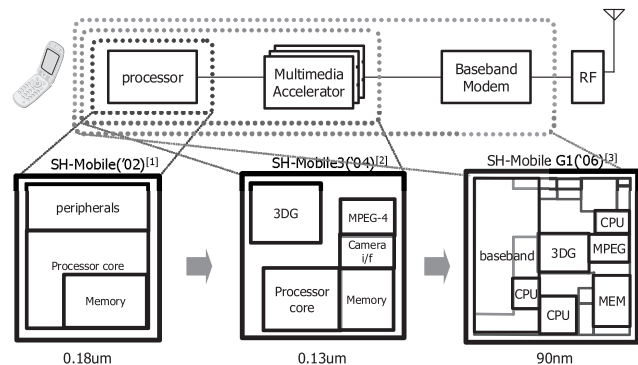 processor
Multimedia
Accelerator
Baseband
Modem
RF
SH-Mobile('02)[1]
SH-Mobile3('04)[2]
SH-Mobile G1('06)[3]
peripherals
Processor core
Memory
3DG
MPEG-4
Camera
i/f
Processor
core
Memory
baseband
CPU
3DG
MPEG
CPU
CPU
MEM
0.18um
0.13um
90nm